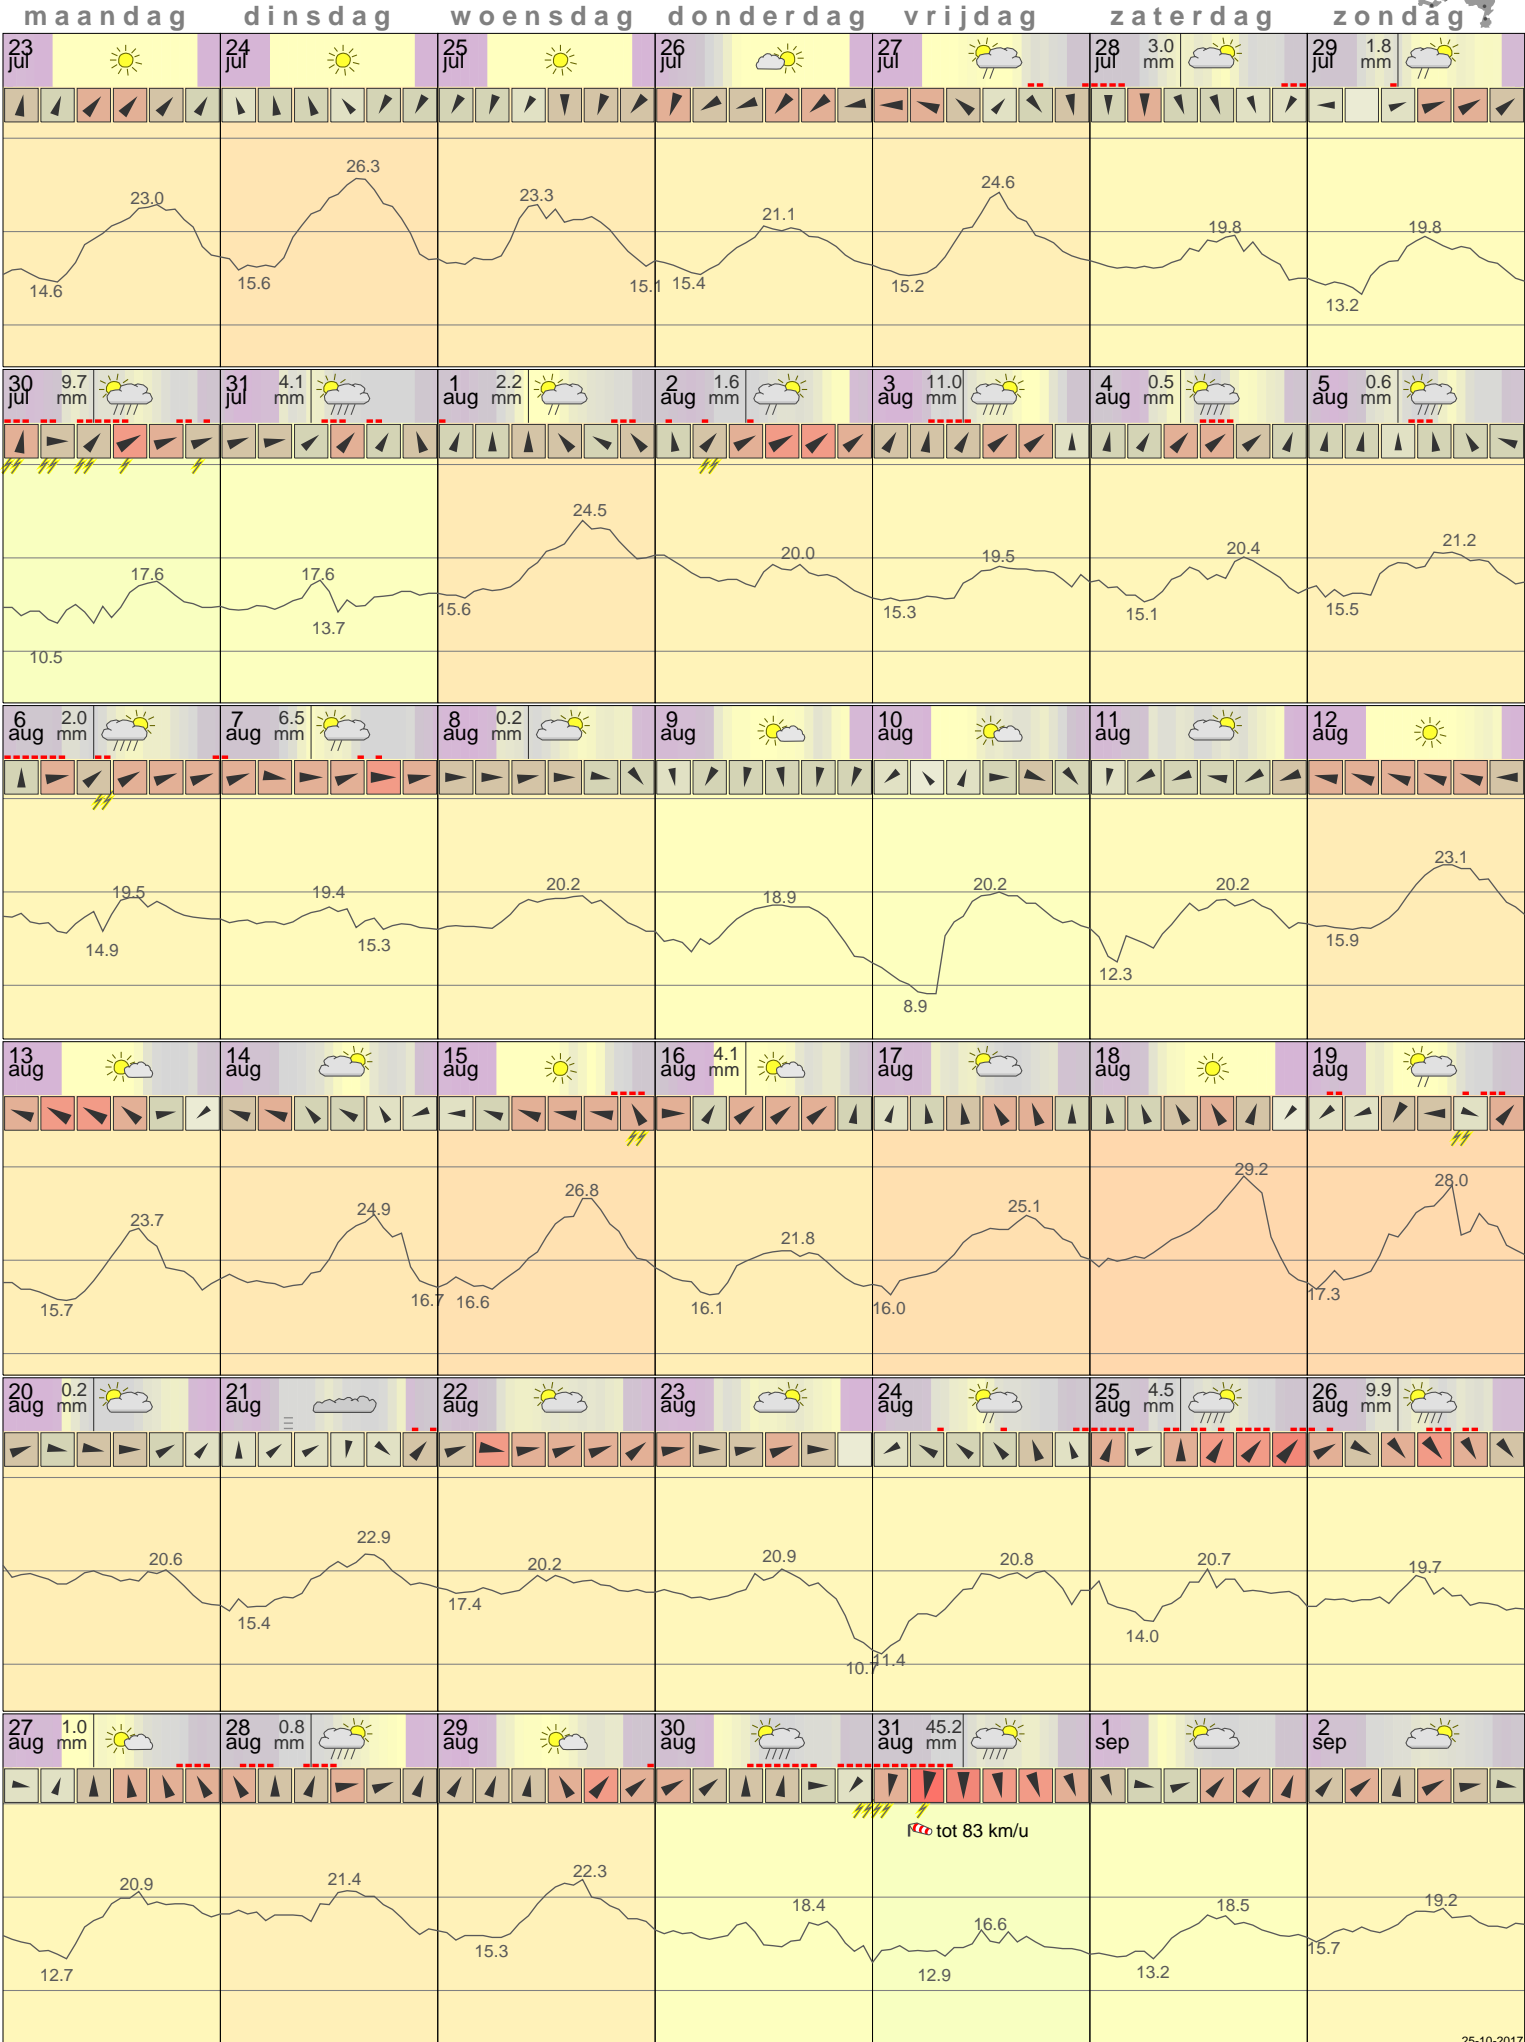 maandag dinsdag woensdag donderdag vrijdag zaterdag zondag
23 jul 24 jul 25 jul 26 jul 27 jul 28 jul 3.0 mm 29 jul 1.8 mm
23.0 26.3 23.3 21.1 24.6 19.8 19.8
14.6 15.6 15.1 15.4 15.2 13.2
30 jul 9.7 mm 31 jul 4.1 mm 1 aug 2.2 mm 2 aug 1.6 mm 3 aug 11.0 mm 4 aug 0.5 mm 5 aug 0.6 mm
17.6 17.6 24.5 20.0 19.5 20.4 21.2
10.5 13.7 15.6 15.3 15.1 15.5
6 aug 2.0 mm 7 aug 6.5 mm 8 aug 0.2 mm 9 aug 10 aug 11 aug 12 aug
19.5 19.4 20.2 18.9 20.2 20.2 23.1
14.9 15.3 8.9 12.3 15.9
13 aug 14 aug 15 aug 16 aug 4.1 mm 17 aug 18 aug 19 aug
23.7 24.9 26.8 21.8 25.1 29.2 28.0
15.7 16.7 16.6 16.1 16.0 17.3
20 aug 0.2 mm 21 aug 22 aug 23 aug 24 aug 25 aug 4.5 mm 26 aug 9.9 mm
20.6 22.9 20.2 20.9 20.8 20.7 19.7
15.4 17.4 10.7 11.4 14.0
27 aug 1.0 mm 28 aug 0.8 mm 29 aug 30 aug 31 aug 45.2 mm 1 sep 2 sep
tot 83 km/u
20.9 21.4 22.3 18.4 16.6 18.5 19.2
12.7 15.3 12.9 13.2 15.7
25-10-2017